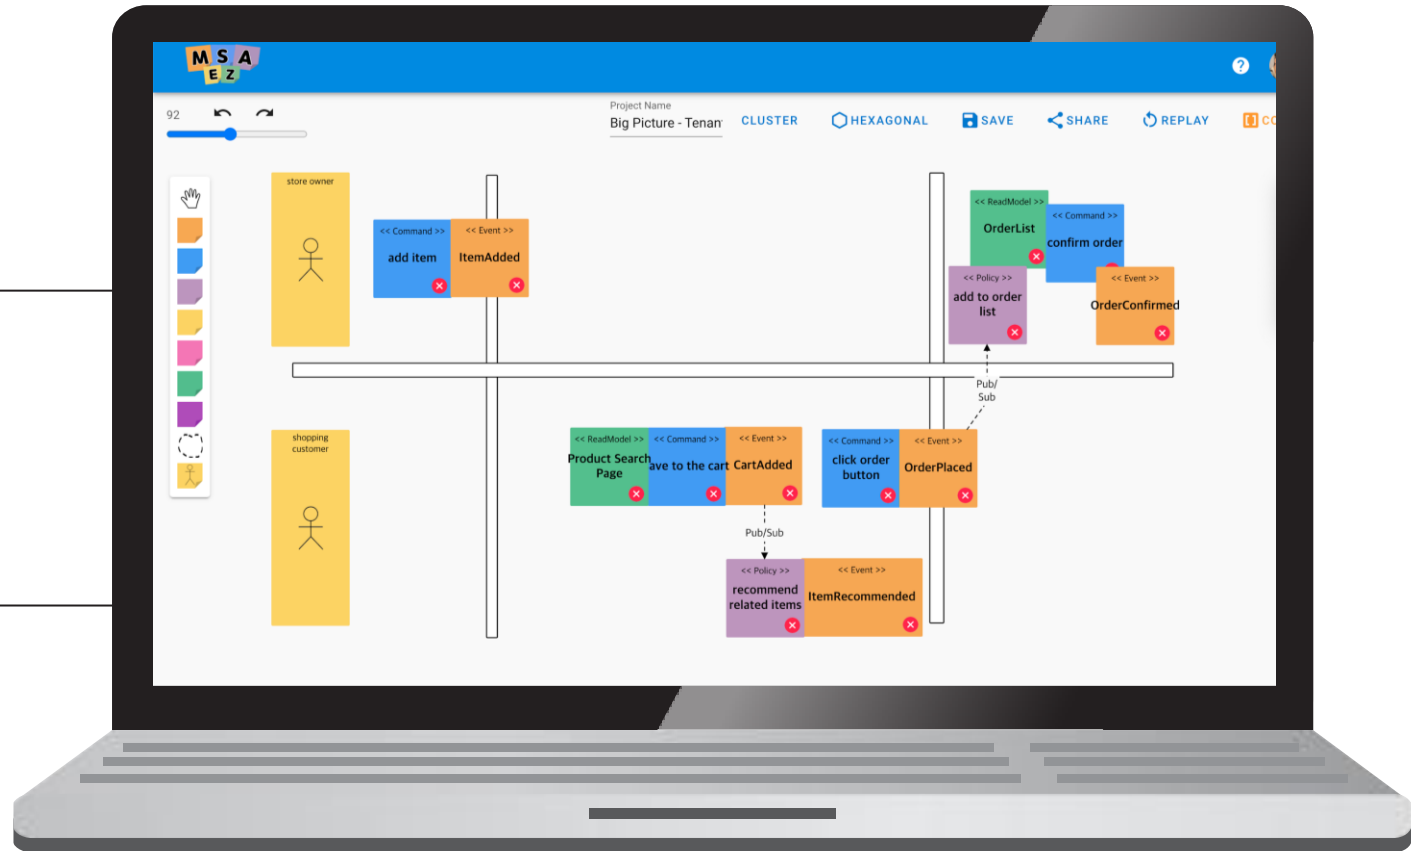 M S A
E Z
?
92
Project Name
Big Picture - Tenan
CLUSTER
HEXAGONAL
SAVE
SHARE
REPLAY
CO
store owner
<< Command >>
add item
<< Event >>
ItemAdded
<< ReadModel >>
OrderList
<< Command >>
confirm order
<< Policy >>
add to order
list
<< Event >>
OrderConfirmed
Pub/
Sub
shopping
customer
<< ReadModel >>
Product Search
Page
<< Command >>
ave to the cart
<< Event >>
CartAdded
<< Command >>
click order
button
<< Event >>
OrderPlaced
Pub/Sub
<< Policy >>
recommend
related items
<< Event >>
ItemRecommended